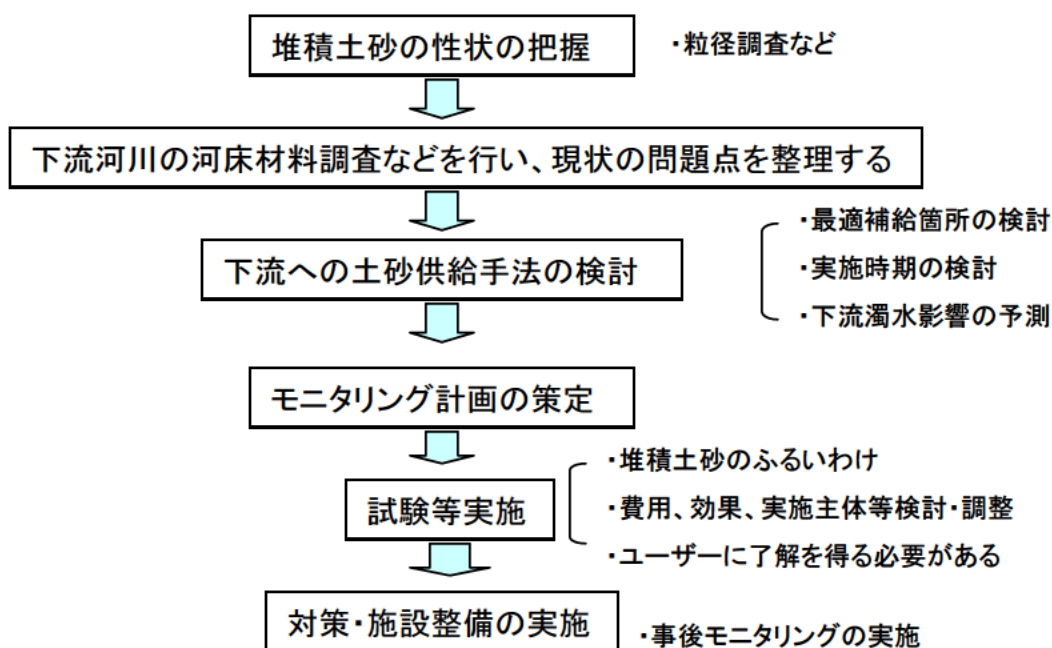 堆積土砂の性状の把握
・粒径調査など
下流河川の河床材料調査などを行い、現状の問題点を整理する
下流への土砂供給手法の検討
・最適補給箇所の検討
・実施時期の検討
・下流濁水影響の予測
モニタリング計画の策定
試験等実施
・堆積土砂のふるいわけ
・費用、効果、実施主体等検討・調整
・ユーザーに了解を得る必要がある
対策・施設整備の実施
・事後モニタリングの実施